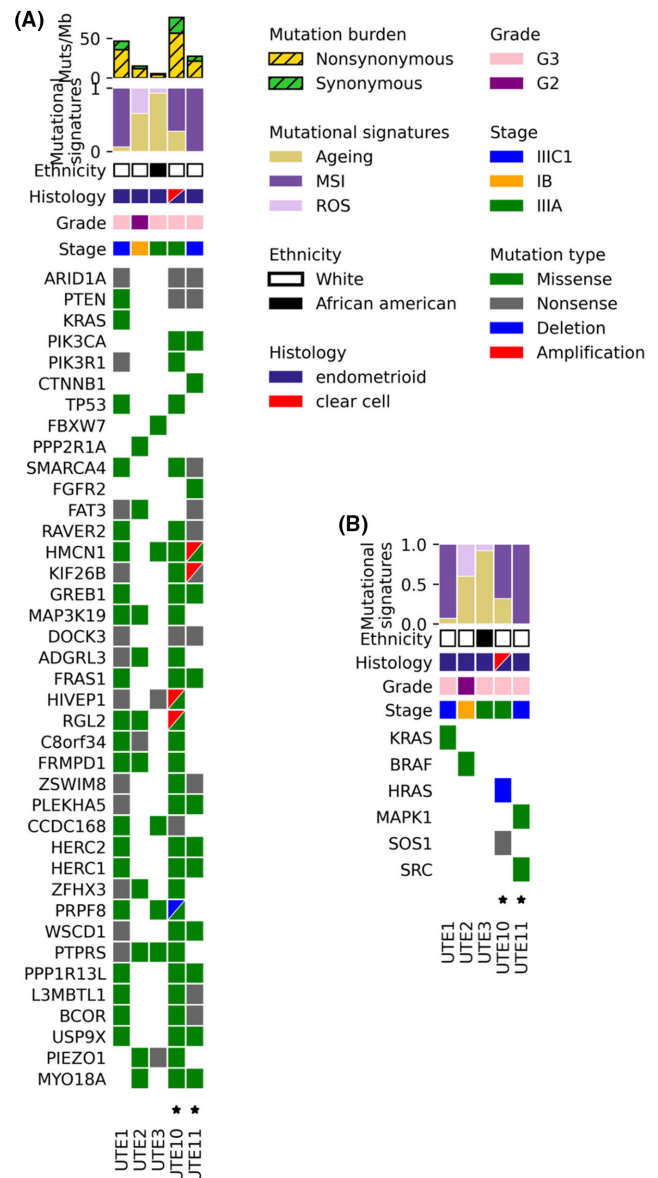 (A)
Muts/Mb
50
0
Mutational
signatures
1
0
Ethnicity
Histology
Grade
Stage
ARID1A
PTEN
KRAS
PIK3CA
PIK3R1
CTNNB1
TP53
FBXW7
PPP2R1A
SMARCA4
FGFR2
FAT3
RAVER2
HMCN1
KIF26B
GREB1
MAP3K19
DOCK3
ADGRL3
FRAS1
HIVEP1
RGL2
C8orf34
FRMPD1
ZSWIM8
PLEKHA5
CCDC168
HERC2
HERC1
ZFHX3
PRPF8
WSCD1
PTPRS
PPP1R13L
L3MBTL1
BCOR
USP9X
PIEZO1
MYO18A
★ ★
UTE1
UTE2
UTE3
UTE10
UTE11
Mutation burden
Nonsynonymous
Synonymous
Mutational signatures
Ageing
MSI
ROS
Ethnicity
White
African american
Histology
endometrioid
clear cell
Grade
G3
G2
Stage
IIIC1
IB
IIIA
Mutation type
Missense
Nonsense
Deletion
Amplification
(B)
Mutational
signatures
1.0
0.5
0.0
Ethnicity
Histology
Grade
Stage
KRAS
BRAF
HRAS
MAPK1
SOS1
SRC
★ ★
UTE1
UTE2
UTE3
UTE10
UTE11